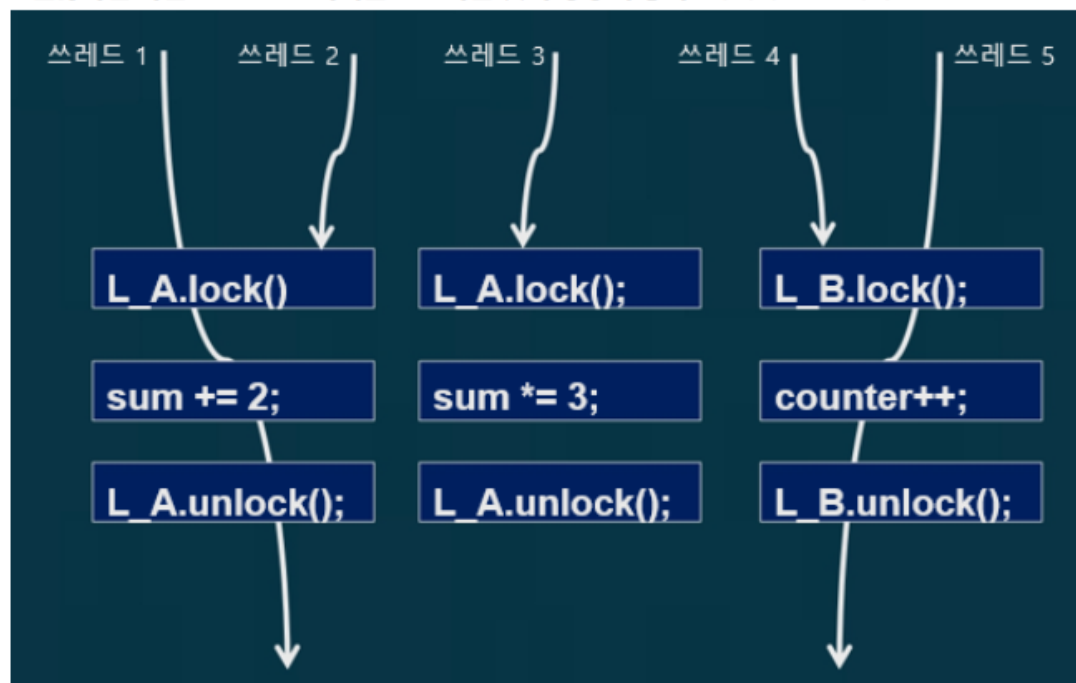 쓰레드 1 쓰레드 2 쓰레드 3 쓰레드 4 쓰레드 5
L_A.lock() L_A.lock(); L_B.lock();
sum += 2; sum *= 3; counter++;
L_A.unlock(); L_A.unlock(); L_B.unlock();